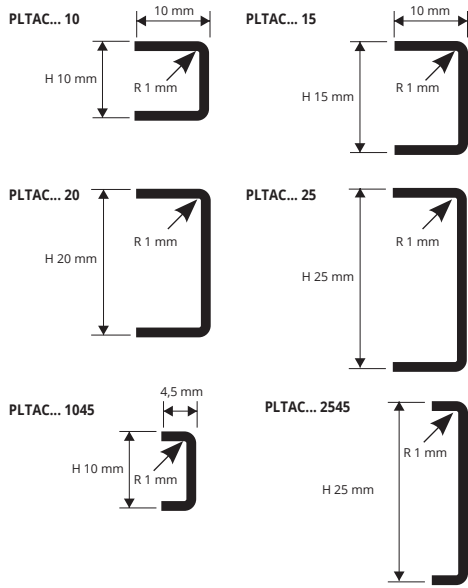 PLTAC... 10
10 mm
H 10 mm
R 1 mm
PLTAC... 15
10 mm
H 15 mm
R 1 mm
PLTAC... 20
H 20 mm
R 1 mm
PLTAC... 25
H 25 mm
R 1 mm
PLTAC... 1045
4,5 mm
H 10 mm
R 1 mm
PLTAC... 2545
H 25 mm
R 1 mm